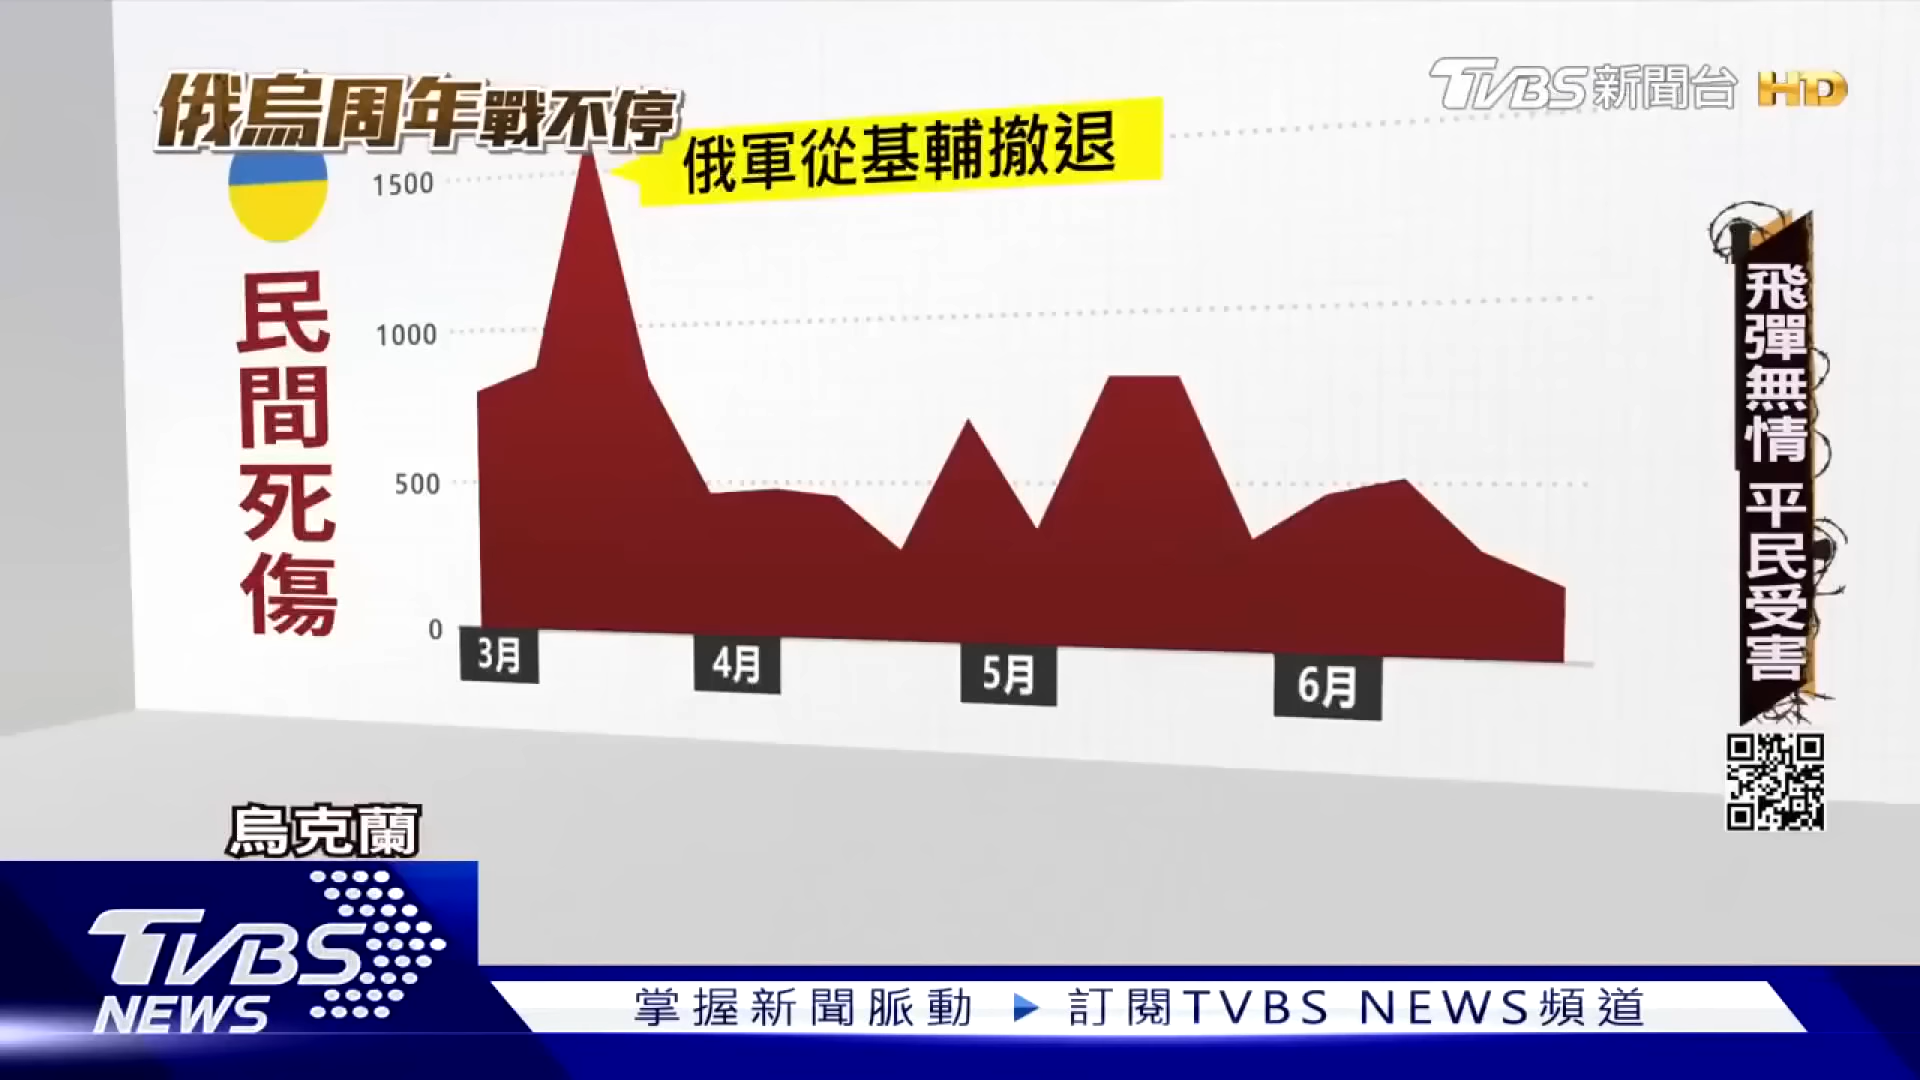 俄烏周年戰不停
TVBS新聞台 HD
俄軍從基輔撤退
1500
1000
500
0
民間死傷
3月
4月
5月
6月
飛彈無情 平民受害
烏克蘭
TVBS
NEWS
掌握新聞脈動 ▶ 訂閱TVBS NEWS頻道